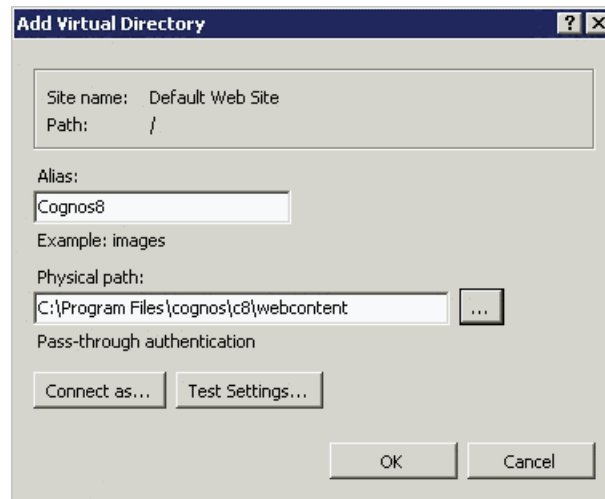 Add Virtual Directory ? X
Site name: Default Web Site
Path: /
Alias:
Cognos8
Example: images
Physical path:
C:\Program Files\cognos\c8\webcontent ...
Pass-through authentication
Connect as... Test Settings...
OK Cancel